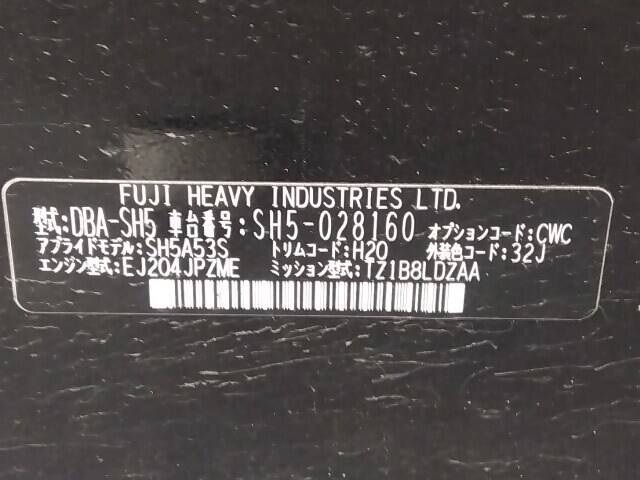 FUJI HEAVY INDUSTRIES LTD.
型式:DBA-SH5 車台番号:SH5-028160 オプションコード:CWC
アプライドモデル:SH5A53S トリムコード:H20 外装色コード:32J
エンジン型式:EJ204JPZME ミッション型式:TZ1B8LDZAA